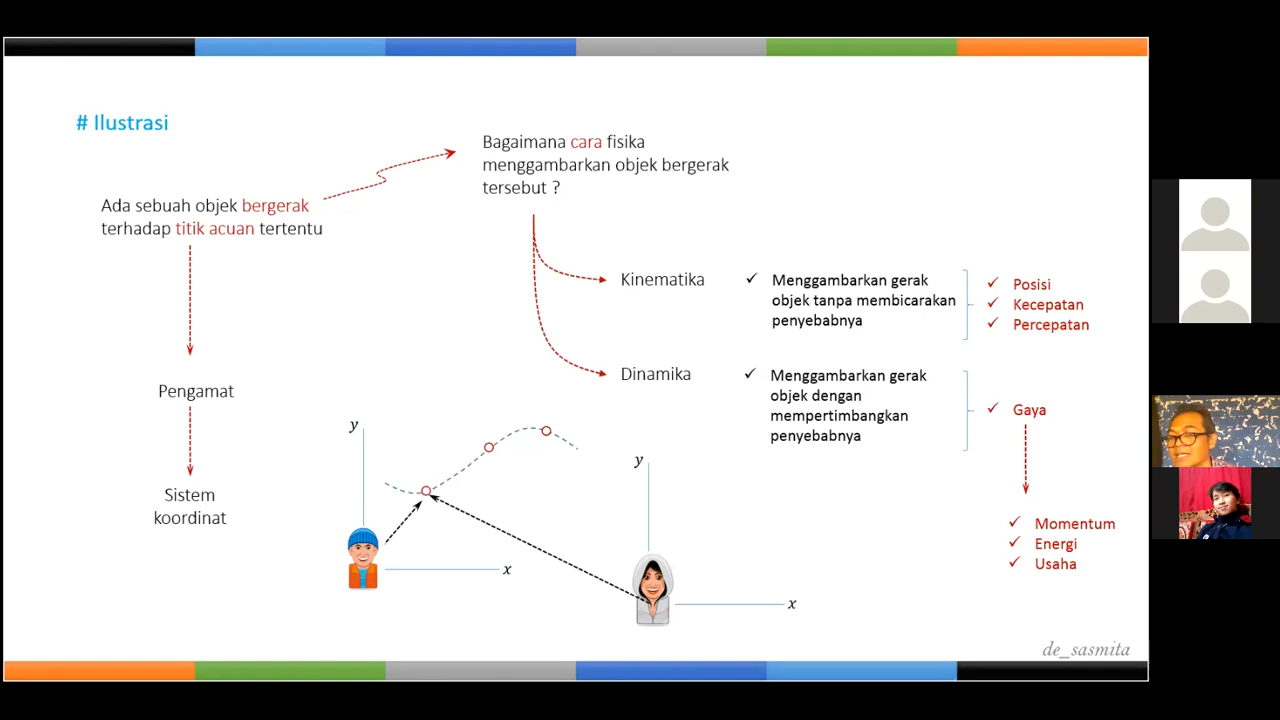 # Ilustrasi
Bagaimana cara fisika
menggambarkan objek bergerak
tersebut ?
Ada sebuah objek bergerak
terhadap titik acuan tertentu
Kinematika
✓ Menggambarkan gerak
objek tanpa membicarakan
penyebabnya
✓ Posisi
✓ Kecepatan
✓ Percepatan
Dinamika
✓ Menggambarkan gerak
objek dengan
mempertimbangkan
penyebabnya
✓ Gaya
✓ Momentum
✓ Energi
✓ Usaha
Pengamat
Sistem
koordinat
y
x
y
x
de_sasmita